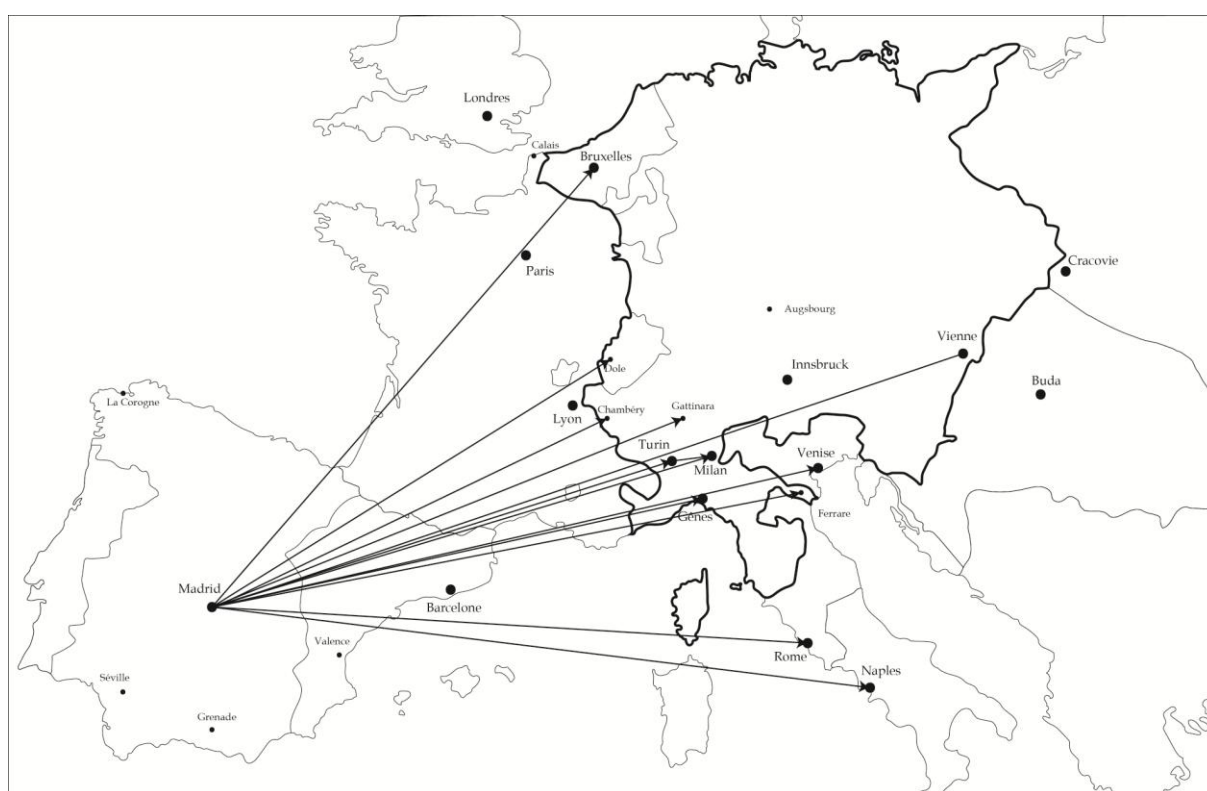 Londres
Calais
Bruxelles
Paris
Cracovie
Augsbourg
Vienne
Innsbruck
Dole
Buda
La Corogne
Lyon
Chambéry
Gattinara
Turin
Milan
Venise
Gênes
Ferrare
Madrid
Barcelone
Valence
Rome
Naples
Séville
Grenade